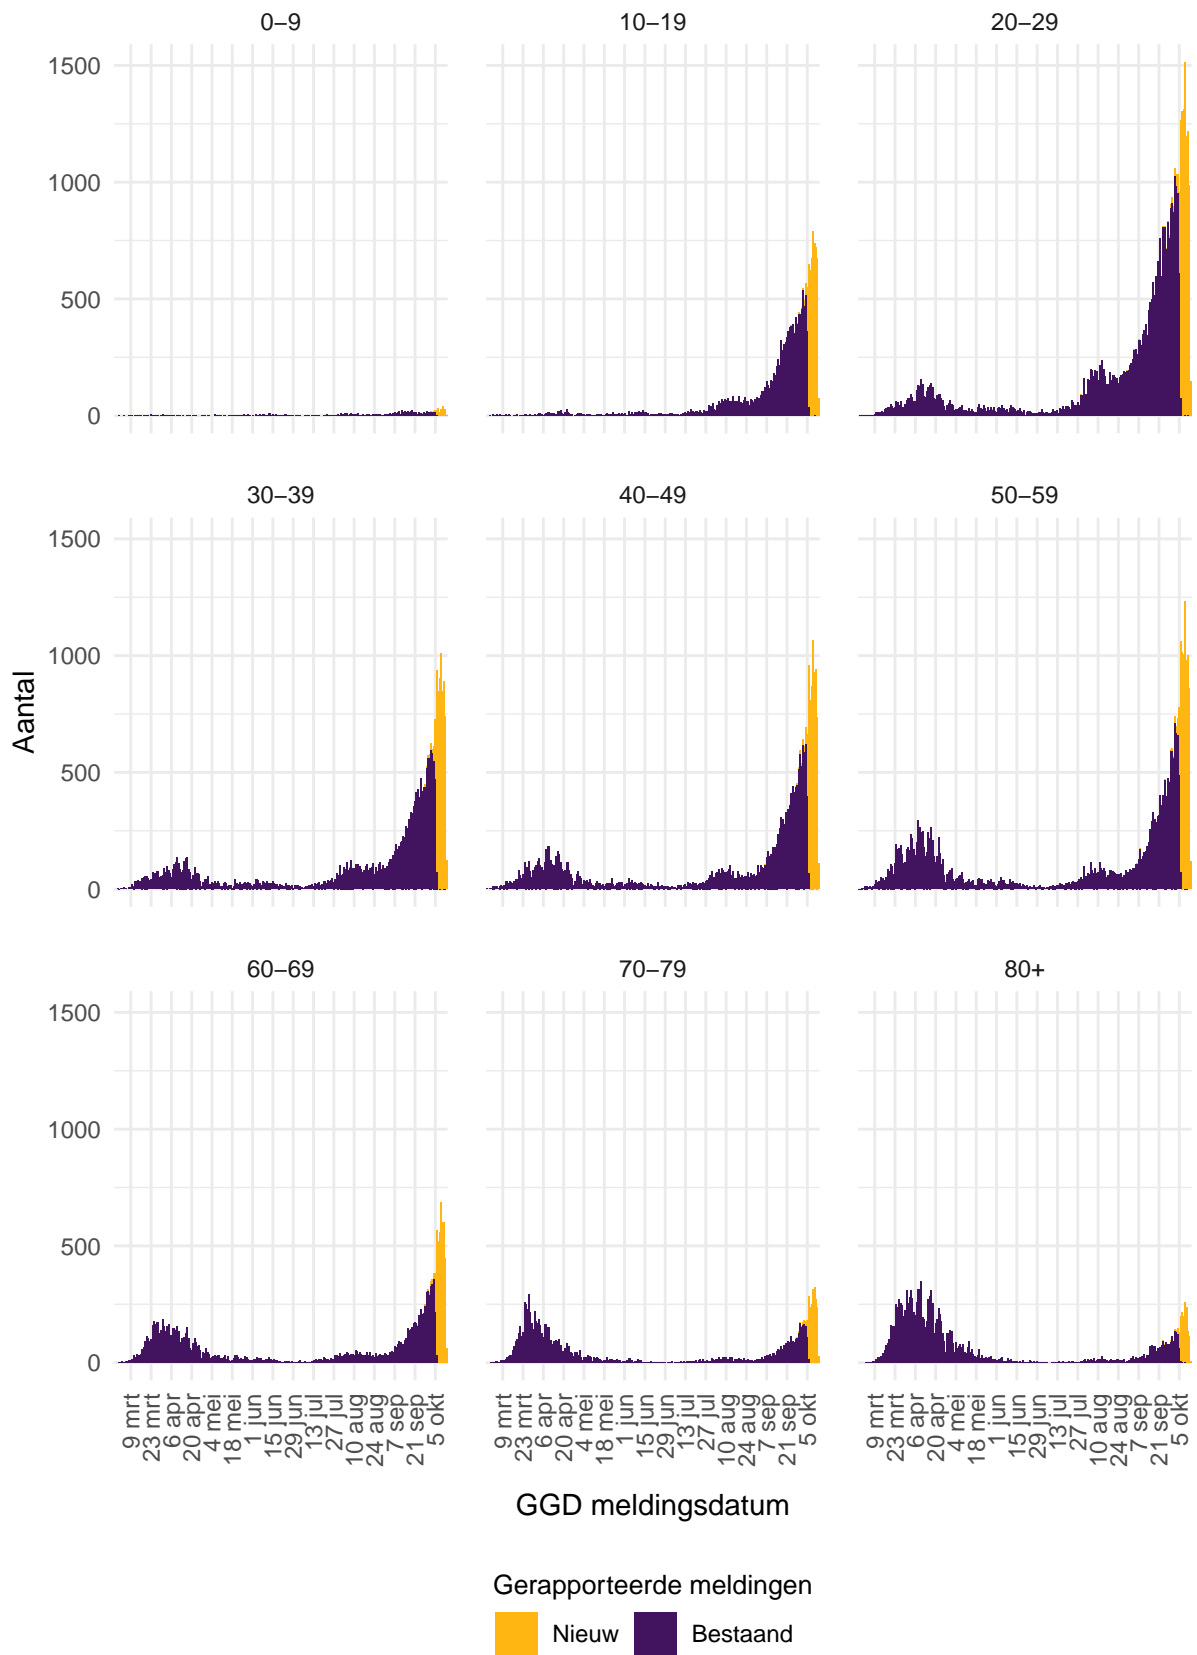 0–9 10–19 20–29
1500
1000
500
0
30–39 40–49 50–59
1500
1000
500
0
Aantal
60–69 70–79 80+
1500
1000
500
0
9 mrt 23 mrt 6 apr 20 apr 4 mei 18 mei 1 jun 15 jun 29 jun 13 jul 27 jul 10 aug 24 aug 7 sep 21 sep 5 okt
9 mrt 23 mrt 6 apr 20 apr 4 mei 18 mei 1 jun 15 jun 29 jun 13 jul 27 jul 10 aug 24 aug 7 sep 21 sep 5 okt
9 mrt 23 mrt 6 apr 20 apr 4 mei 18 mei 1 jun 15 jun 29 jun 13 jul 27 jul 10 aug 24 aug 7 sep 21 sep 5 okt
GGD meldingsdatum
Gerapporteerde meldingen
Nieuw Bestaand